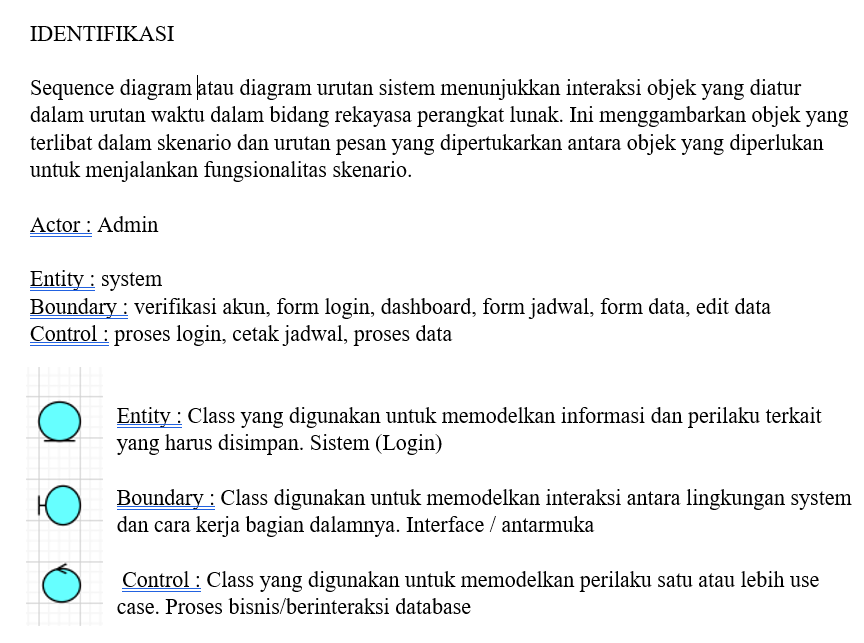 IDENTIFIKASI
Sequence diagram atau diagram urutan sistem menunjukkan interaksi objek yang diatur
dalam urutan waktu dalam bidang rekayasa perangkat lunak. Ini menggambarkan objek yang
terlibat dalam skenario dan urutan pesan yang dipertukarkan antara objek yang diperlukan
untuk menjalankan fungsionalitas skenario.
Actor : Admin
Entity : system
Boundary : verifikasi akun, form login, dashboard, form jadwal, form data, edit data
Control : proses login, cetak jadwal, proses data
Entity : Class yang digunakan untuk memodelkan informasi dan perilaku terkait
yang harus disimpan. Sistem (Login)
Boundary : Class digunakan untuk memodelkan interaksi antara lingkungan system
dan cara kerja bagian dalamnya. Interface / antarmuka
Control : Class yang digunakan untuk memodelkan perilaku satu atau lebih use
case. Proses bisnis/berinteraksi database